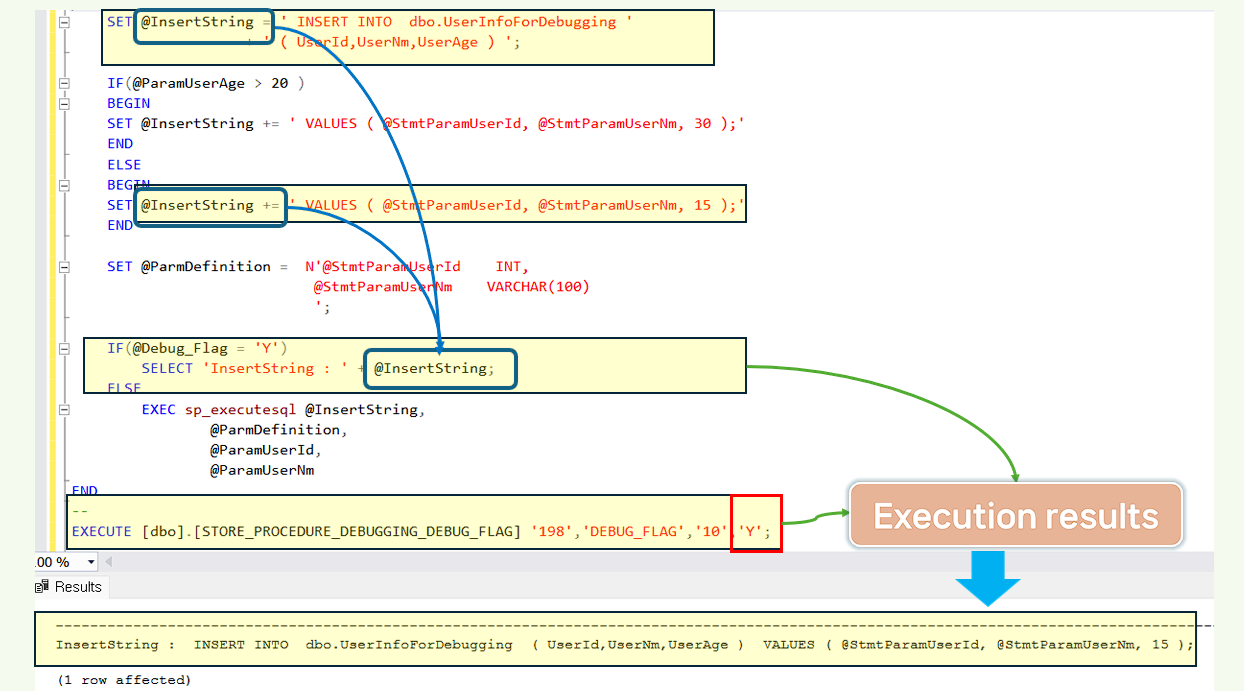 SET @InsertString = ' INSERT INTO  dbo.UserInfoForDebugging '
+ ' ( UserId,UserNm,UserAge ) ';
IF(@ParamUserAge > 20 )
BEGIN
SET @InsertString += ' VALUES ( @StmtParamUserId, @StmtParamUserNm, 30 );'
END
ELSE
BEGIN
SET @InsertString += ' VALUES ( @StmtParamUserId, @StmtParamUserNm, 15 );'
END
SET @ParmDefinition =  N'@StmtParamUserId    INT,
@StmtParamUserNm    VARCHAR(100)
';
IF(@Debug_Flag = 'Y')
SELECT 'InsertString : ' + @InsertString;
ELSE
EXEC sp_executesql @InsertString,
@ParmDefinition,
@ParamUserId,
@ParamUserNm
END
--
EXECUTE [dbo].[STORE_PROCEDURE_DEBUGGING_DEBUG_FLAG] '198','DEBUG_FLAG','10','Y';
Execution results
.00 %
Results
InsertString :  INSERT INTO  dbo.UserInfoForDebugging  ( UserId,UserNm,UserAge )  VALUES ( @StmtParamUserId, @StmtParamUserNm, 15 );
(1 row affected)